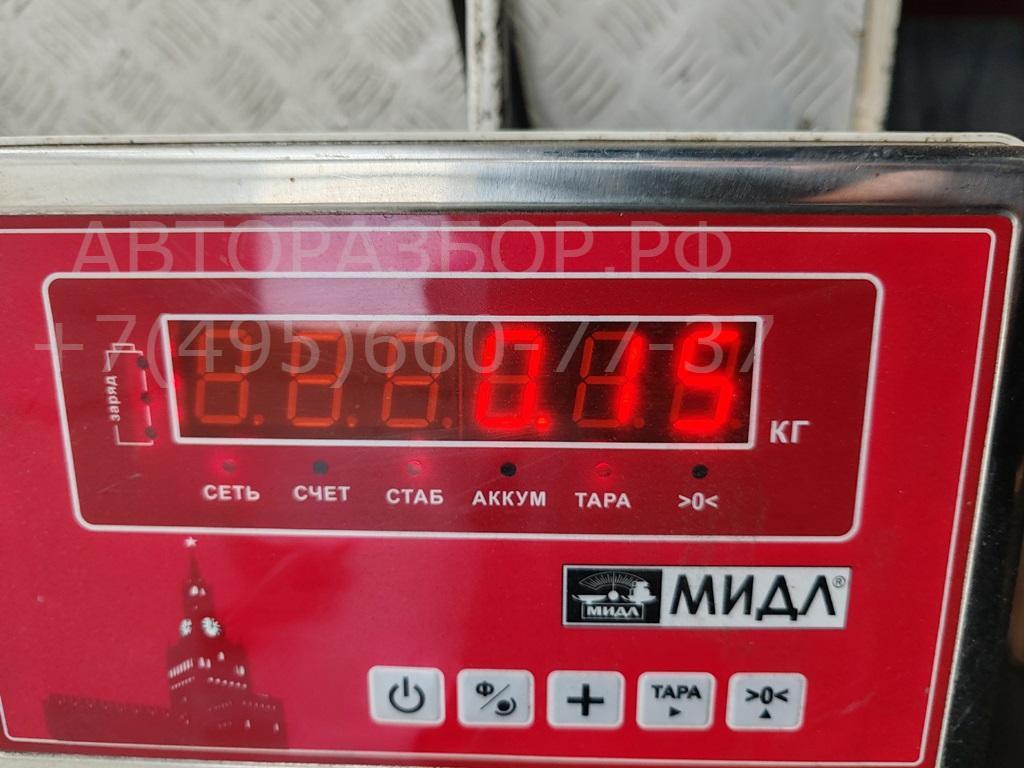 АВТОРАЗБОР.РФ
+7(495)660-77-37
заряд
0.15
КГ
СЕТЬ СЧЕТ СТАБ АККУМ ТАРА >0<
МИДЛ МИДЛ®
Ф + ТАРА >0<